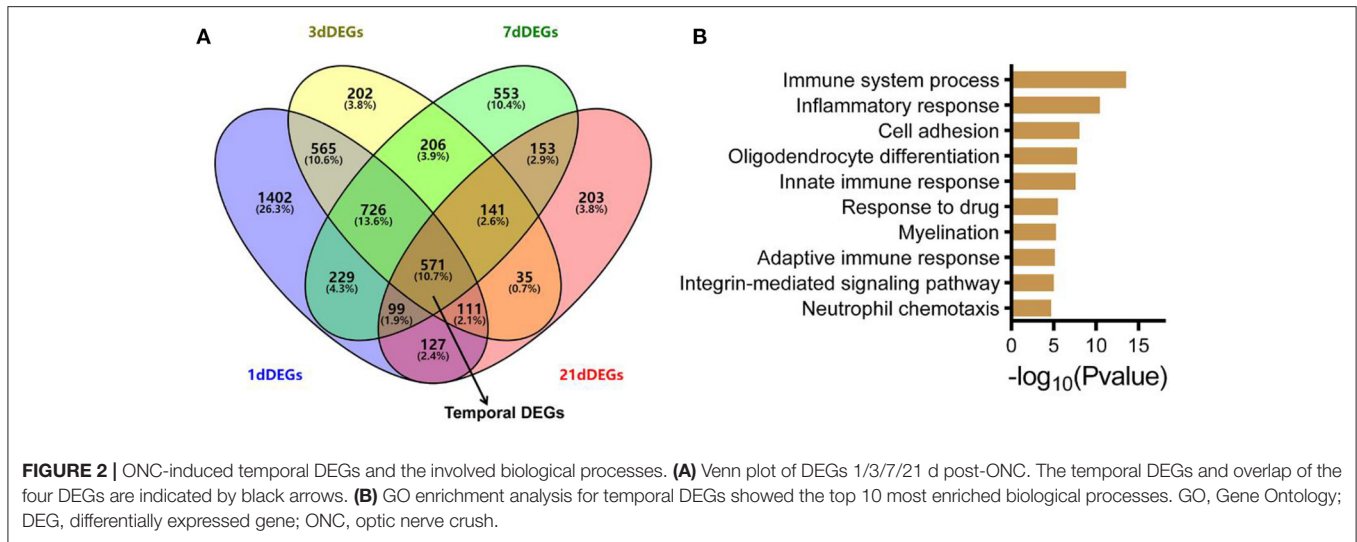 A
3dDEGs
7dDEGs
202
(3.8%)
553
(10.4%)
565
(10.6%)
206
(3.9%)
153
(2.9%)
1402
(26.3%)
726
(13.6%)
141
(2.6%)
203
(3.8%)
229
(4.3%)
571
(10.7%)
35
(0.7%)
99
(1.9%)
111
(2.1%)
127
(2.4%)
1dDEGs
21dDEGs
Temporal DEGs
B
Immune system process
Inflammatory response
Cell adhesion
Oligodendrocyte differentiation
Innate immune response
Response to drug
Myelination
Adaptive immune response
Integrin-mediated signaling pathway
Neutrophil chemotaxis
0 5 10 15
-log10(Pvalue)
FIGURE 2 | ONC-induced temporal DEGs and the involved biological processes. (A) Venn plot of DEGs 1/3/7/21 d post-ONC. The temporal DEGs and overlap of the
four DEGs are indicated by black arrows. (B) GO enrichment analysis for temporal DEGs showed the top 10 most enriched biological processes. GO, Gene Ontology;
DEG, differentially expressed gene; ONC, optic nerve crush.